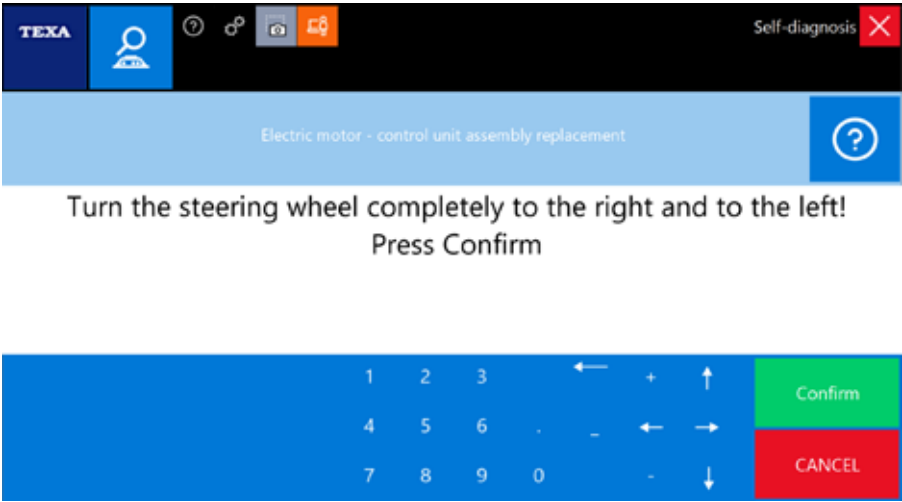 TEXA
Self-diagnosis
Electric motor - control unit assembly replacement
Turn the steering wheel completely to the right and to the left!
Press Confirm
1 2 3 +
Confirm
4 5 6 . _
7 8 9 0 -
CANCEL